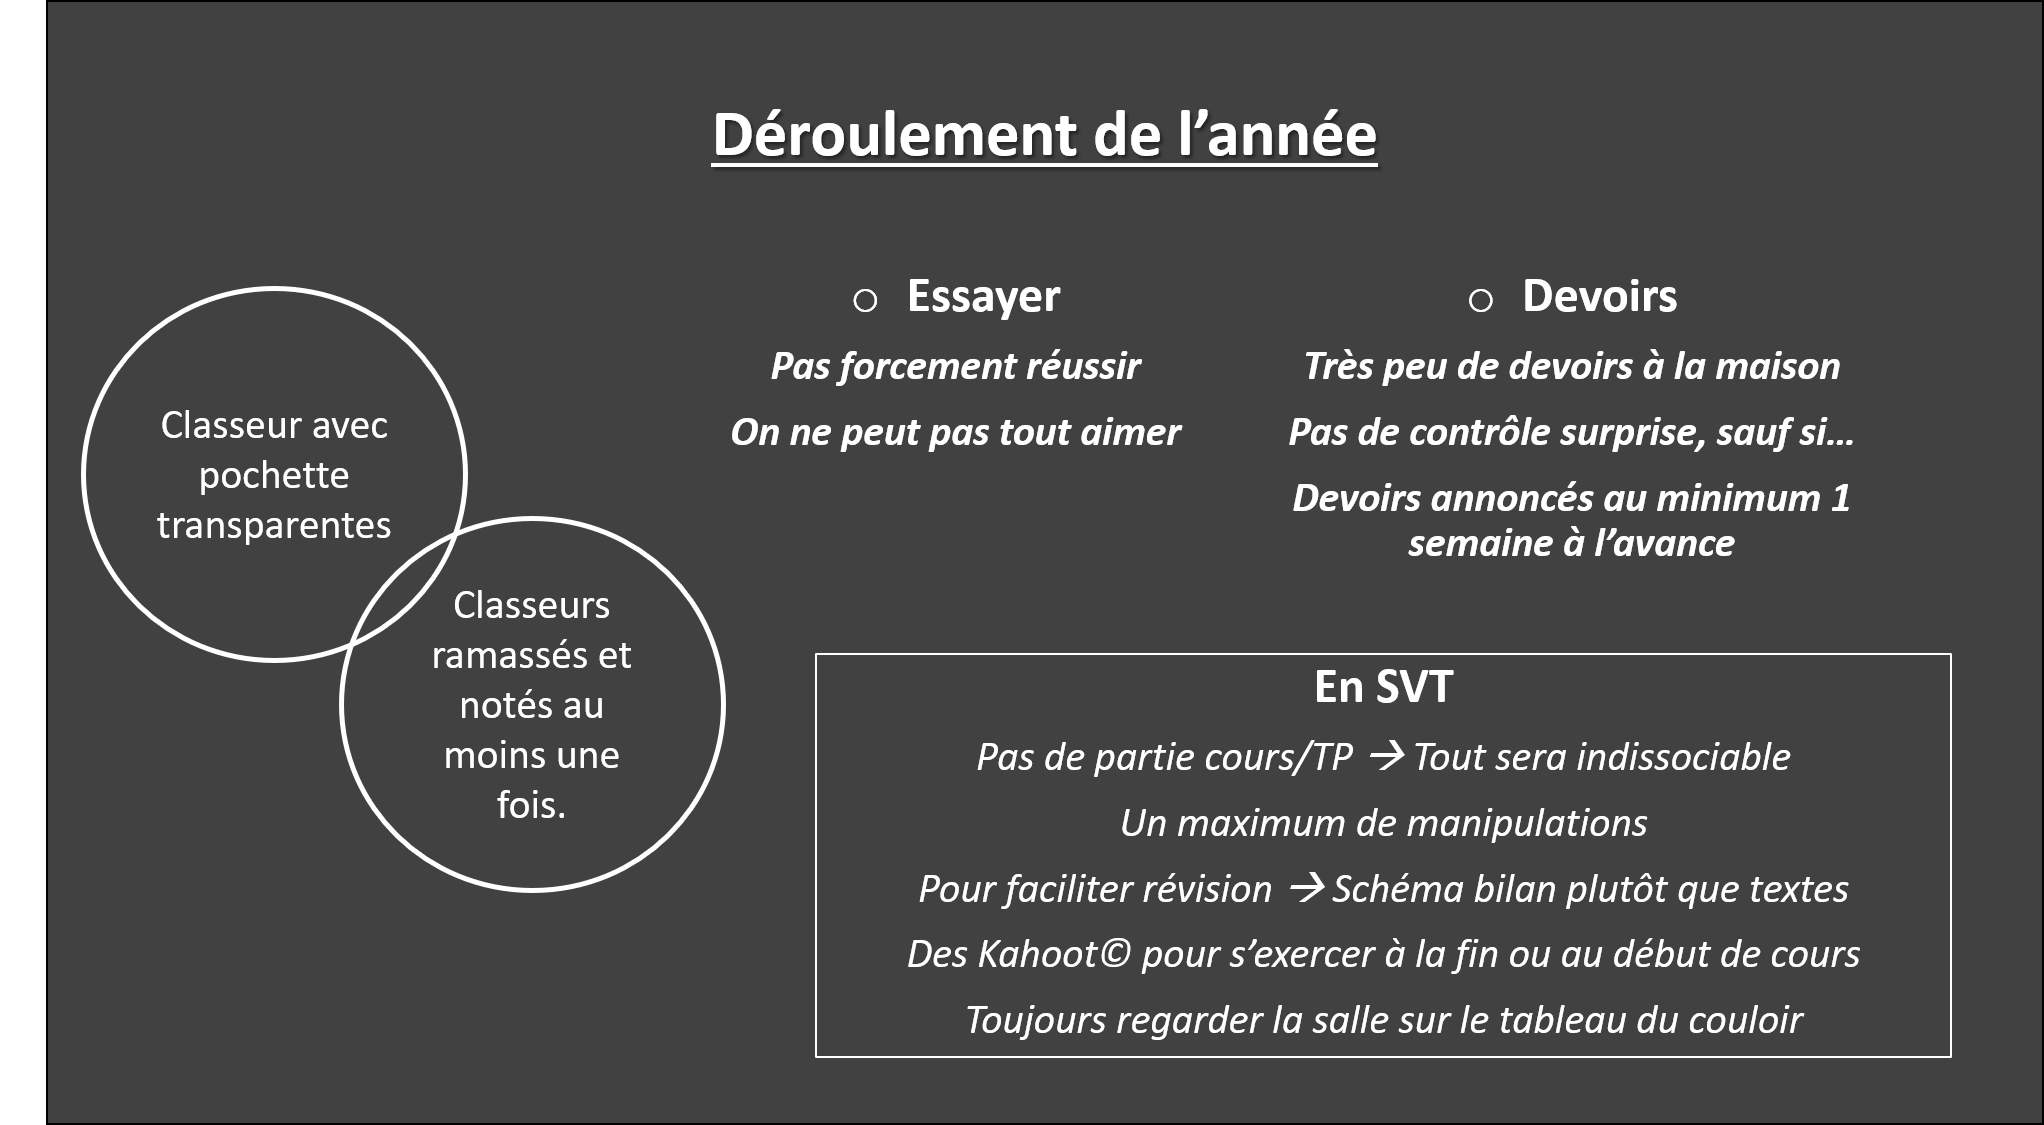 Déroulement de l’année
Classeur avec
pochette
transparentes
Classeurs
ramassés et
notés au
moins une
fois.
o Essayer
Pas forcement réussir
On ne peut pas tout aimer
o Devoirs
Très peu de devoirs à la maison
Pas de contrôle surprise, sauf si…
Devoirs annoncés au minimum 1
semaine à l’avance
En SVT
Pas de partie cours/TP → Tout sera indissociable
Un maximum de manipulations
Pour faciliter révision → Schéma bilan plutôt que textes
Des Kahoot© pour s’exercer à la fin ou au début de cours
Toujours regarder la salle sur le tableau du couloir